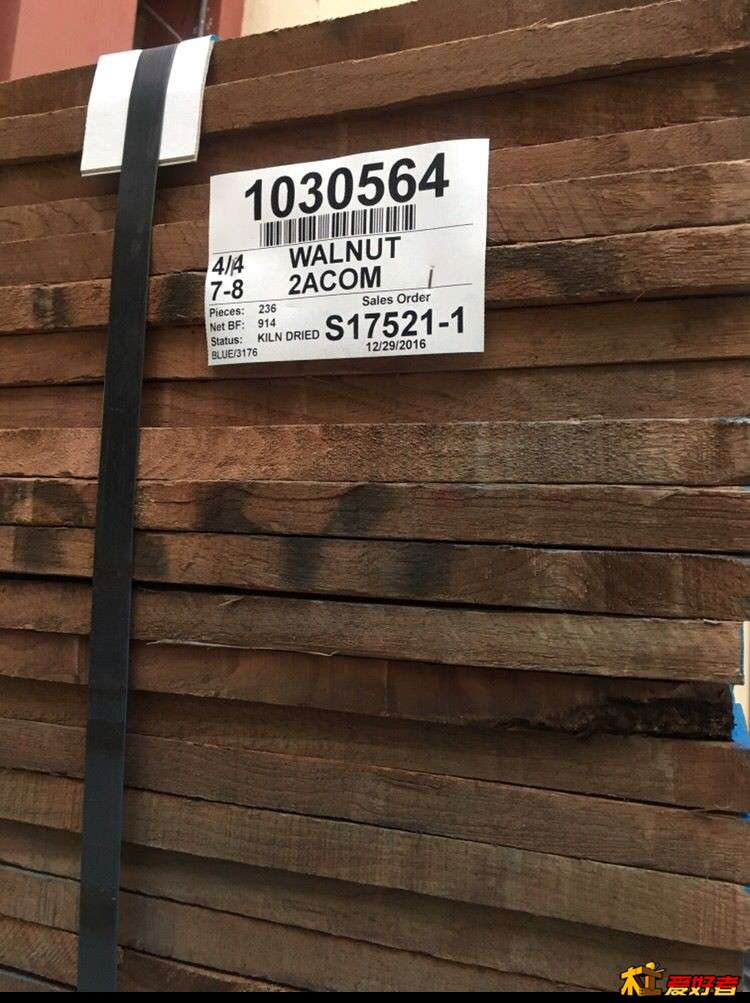 1030564
4/4 WALNUT
7-8 2ACOM
Pieces: 236 Sales Order
Net BF: 914
Status: KILN DRIED S17521-1
BLUE/3176 12/29/2016
木工爱好者